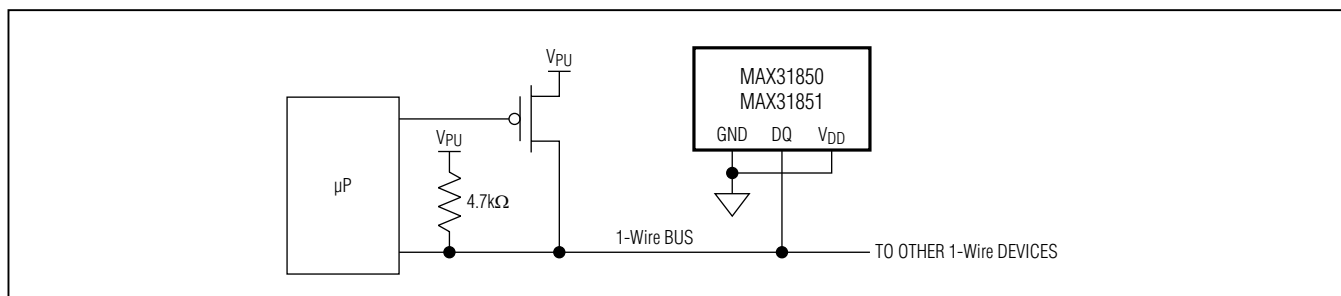 VPU
MAX31850
MAX31851
GND DQ VDD
VPU
µP
4.7kΩ
1-Wire BUS
TO OTHER 1-Wire DEVICES